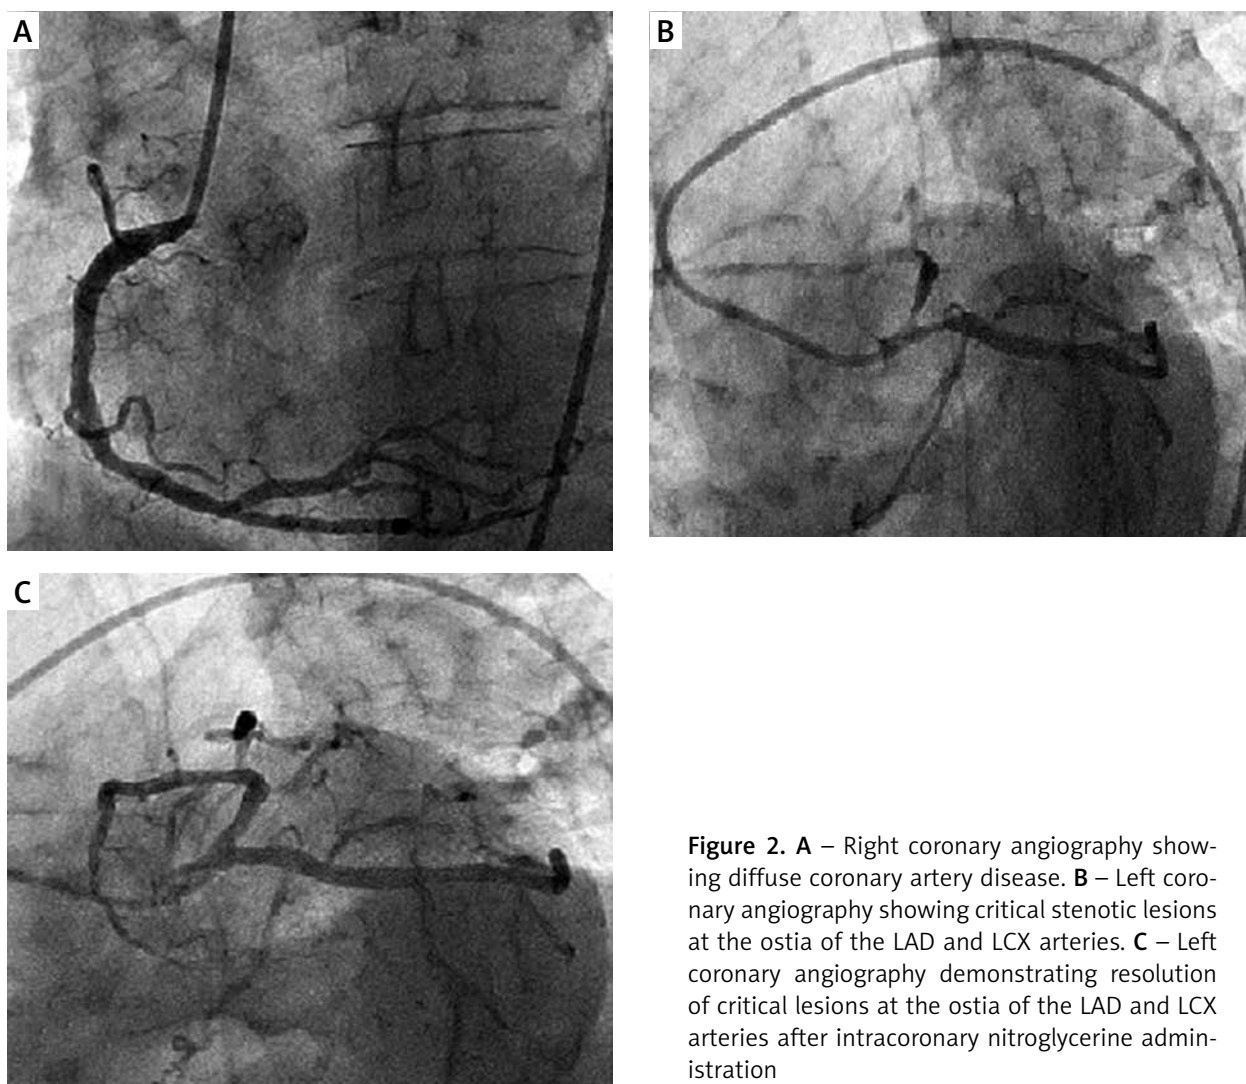 A
B
C
Figure 2. A – Right coronary angiography show-
ing diffuse coronary artery disease. B – Left coro-
nary angiography showing critical stenotic lesions
at the ostia of the LAD and LCX arteries. C – Left
coronary angiography demonstrating resolution
of critical lesions at the ostia of the LAD and LCX
arteries after intracoronary nitroglycerine admin-
istration